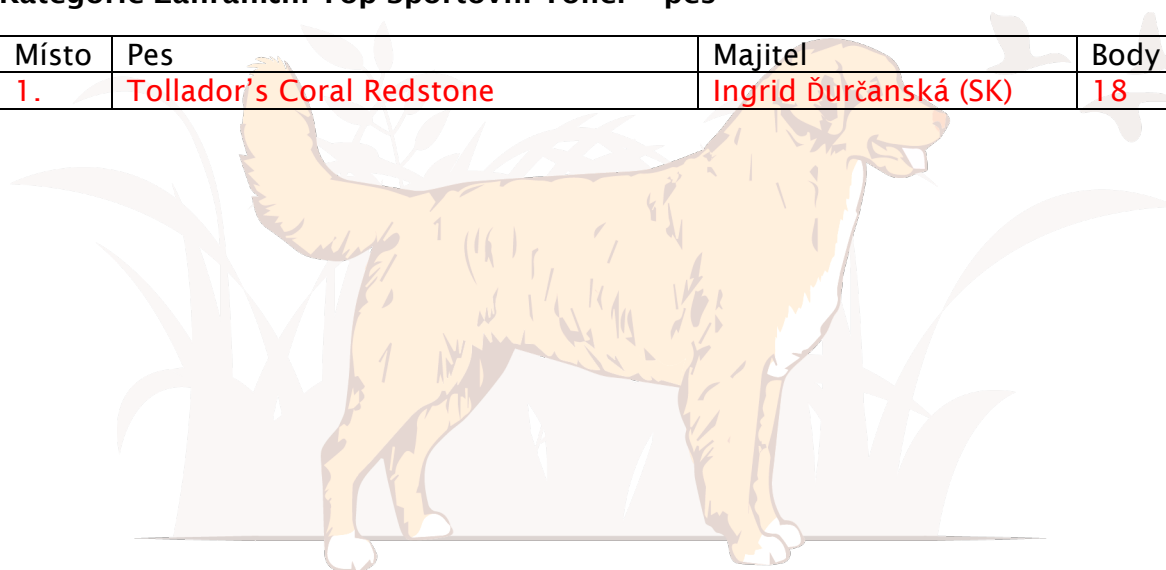 Kategorie Zahraniční Top Sportovní Toller – pes
Místo Pes Majitel Body
1. Tollador’s Coral Redstone Ingrid Ďurčanská (SK) 18